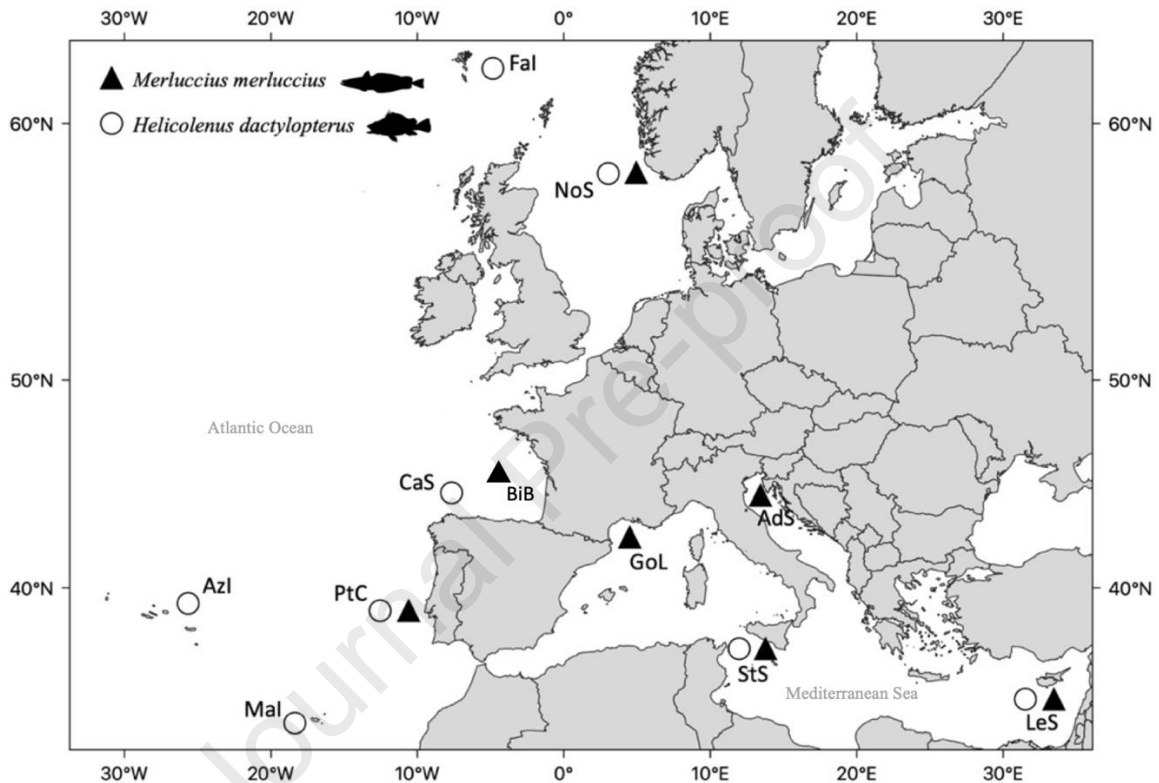 30°W 20°W 10°W 0° 10°E 20°E 30°E
Merluccius merluccius
Helicolenus dactylopterus
FaI
60°N 60°N
NoS
50°N 50°N
Atlantic Ocean
CaS
BiB
AdS
GoL
40°N 40°N
AzI
PtC
StS
Mediterranean Sea
MaI
LeS
30°W 20°W 10°W 0° 10°E 20°E 30°E
Journal Pre-proof